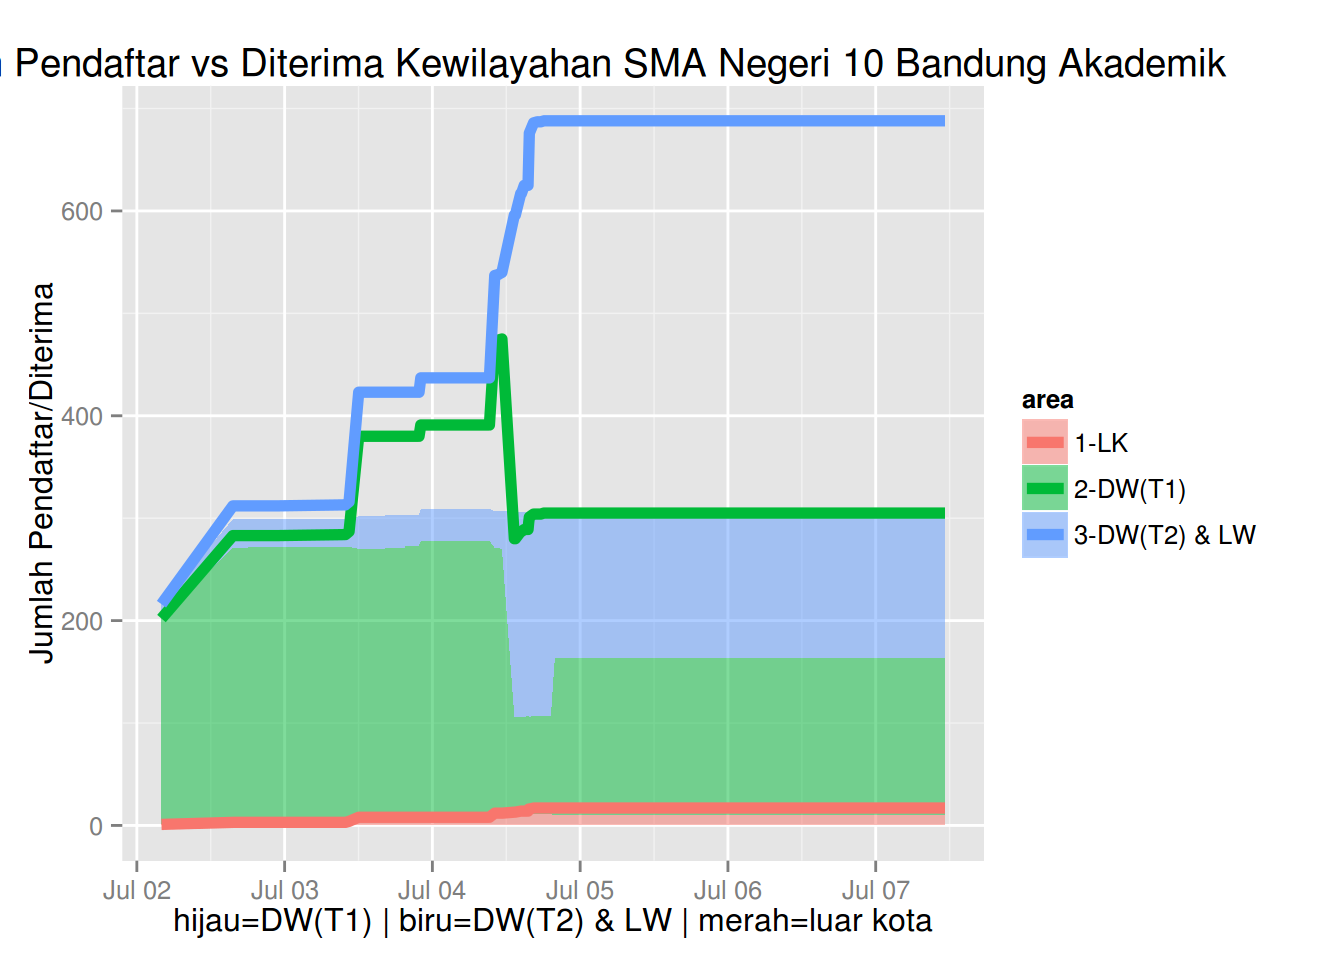 Pendaftar vs Diterima Kewilayahan SMA Negeri 10 Bandung Akademik
Jumlah Pendaftar/Diterima
600
400
200
0
Jul 02 Jul 03 Jul 04 Jul 05 Jul 06 Jul 07
hijau=DW(T1) | biru=DW(T2) & LW | merah=luar kota
area
1-LK
2-DW(T1)
3-DW(T2) & LW